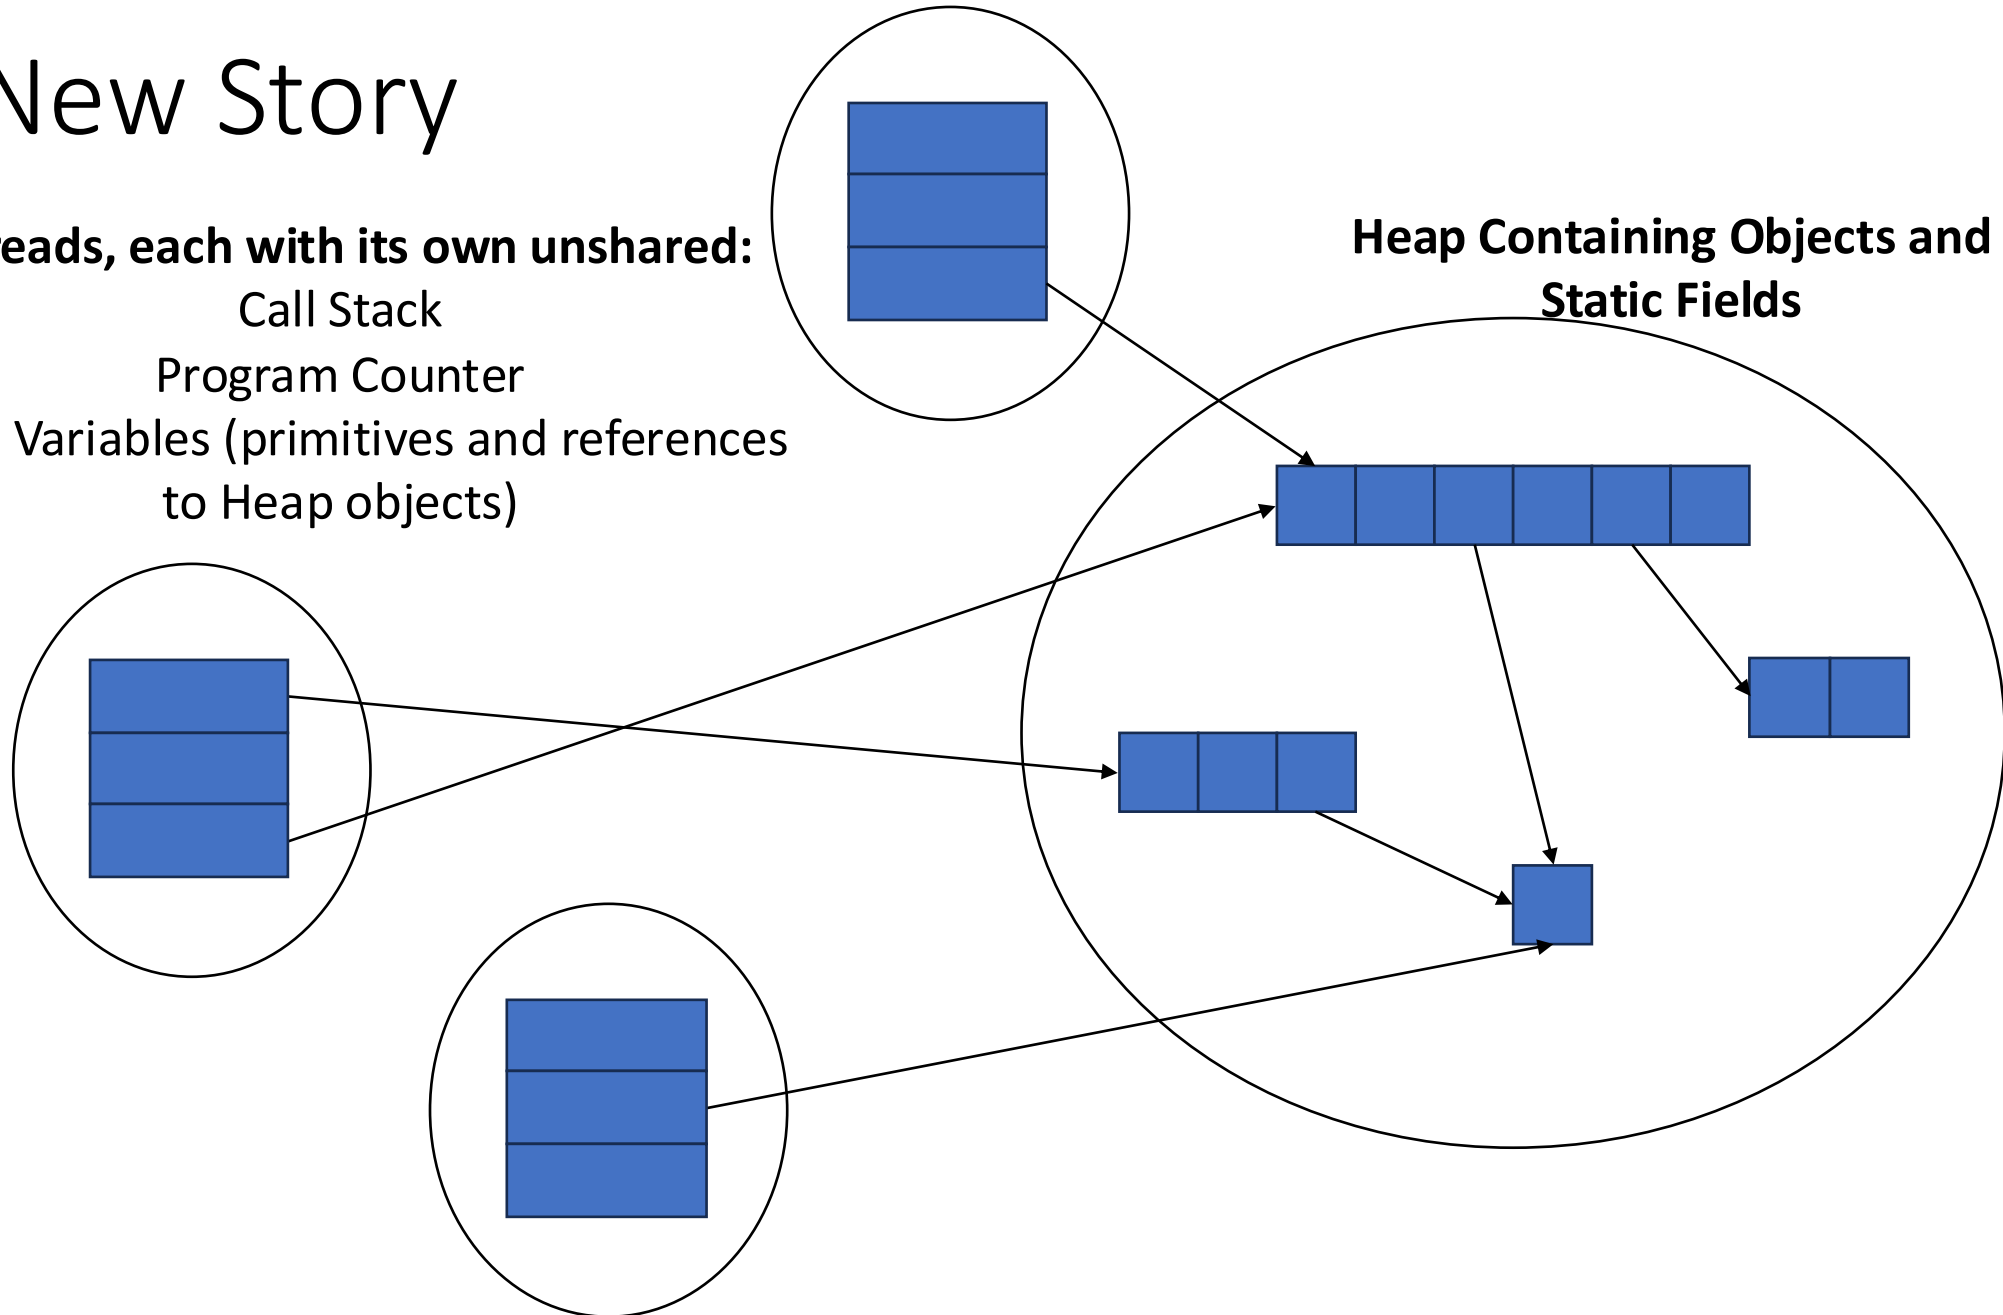 New Story
reads, each with its own unshared:
Call Stack
Program Counter
Variables (primitives and references
to Heap objects)
Heap Containing Objects and
Static Fields